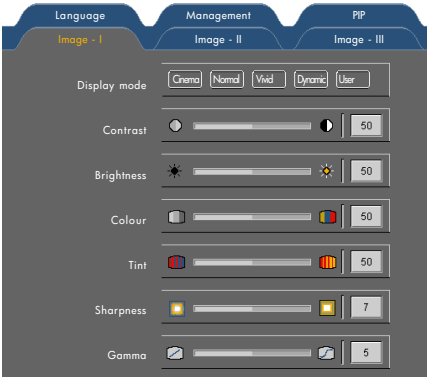 Language Management PIP
Image - I Image - II Image - III
Display mode Cinema Normal Vivid Dynamic User
Contrast 50
Brightness 50
Colour 50
Tint 50
Sharpness 7
Gamma 5